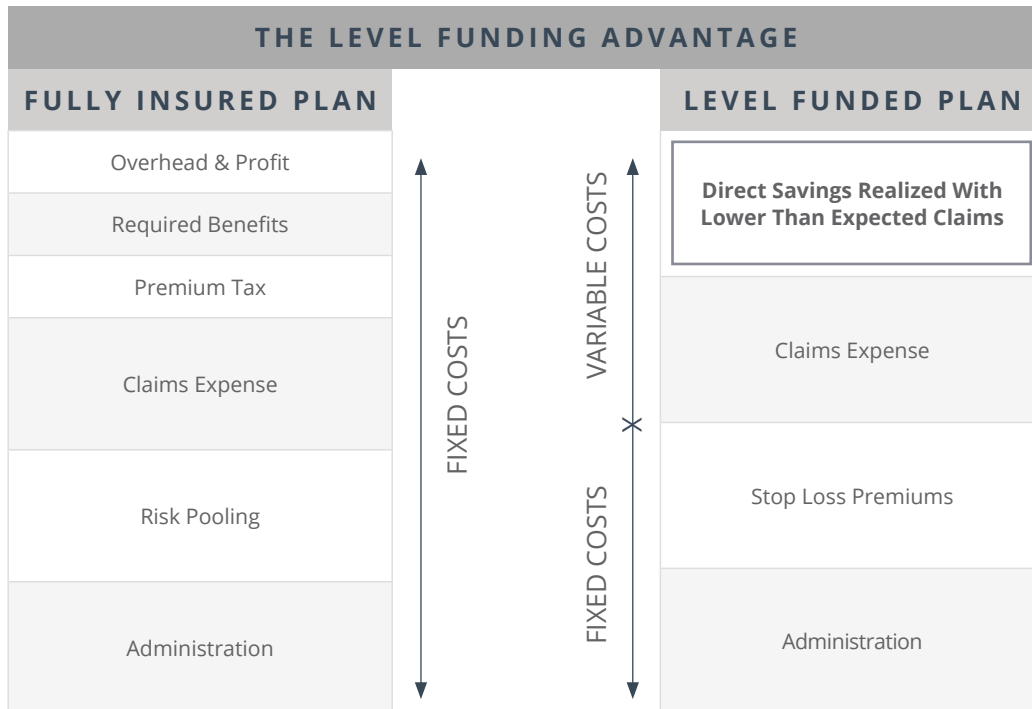 THE LEVEL FUNDING ADVANTAGE
FULLY INSURED PLAN
Overhead & Profit
Required Benefits
Premium Tax
Claims Expense
Risk Pooling
Administration
FIXED COSTS
VARIABLE COSTS
FIXED COSTS
LEVEL FUNDED PLAN
Direct Savings Realized With
Lower Than Expected Claims
Claims Expense
Stop Loss Premiums
Administration